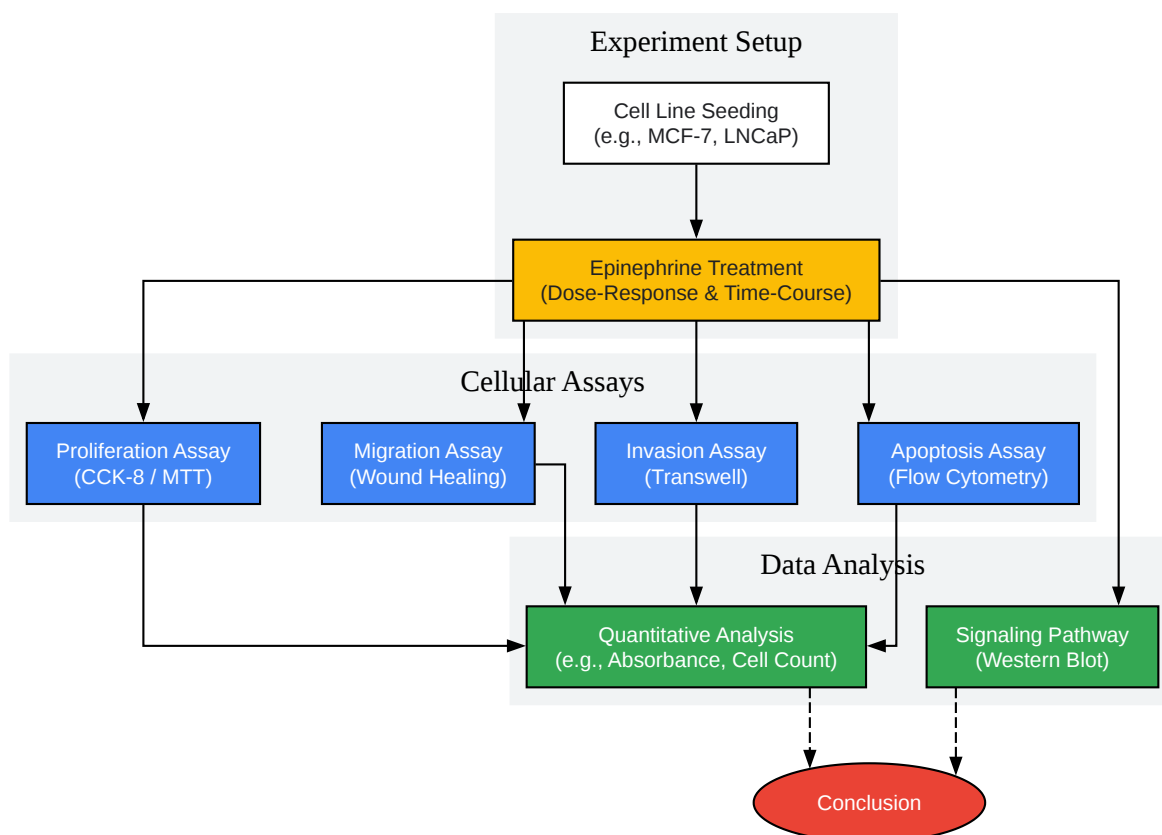 Experiment Setup
Cell Line Seeding
(e.g., MCF-7, LNCaP)
Epinephrine Treatment
(Dose-Response & Time-Course)
Cellular Assays
Proliferation Assay
(CCK-8 / MTT)
Migration Assay
(Wound Healing)
Invasion Assay
(Transwell)
Apoptosis Assay
(Flow Cytometry)
Data Analysis
Quantitative Analysis
(e.g., Absorbance, Cell Count)
Signaling Pathway
(Western Blot)
Conclusion